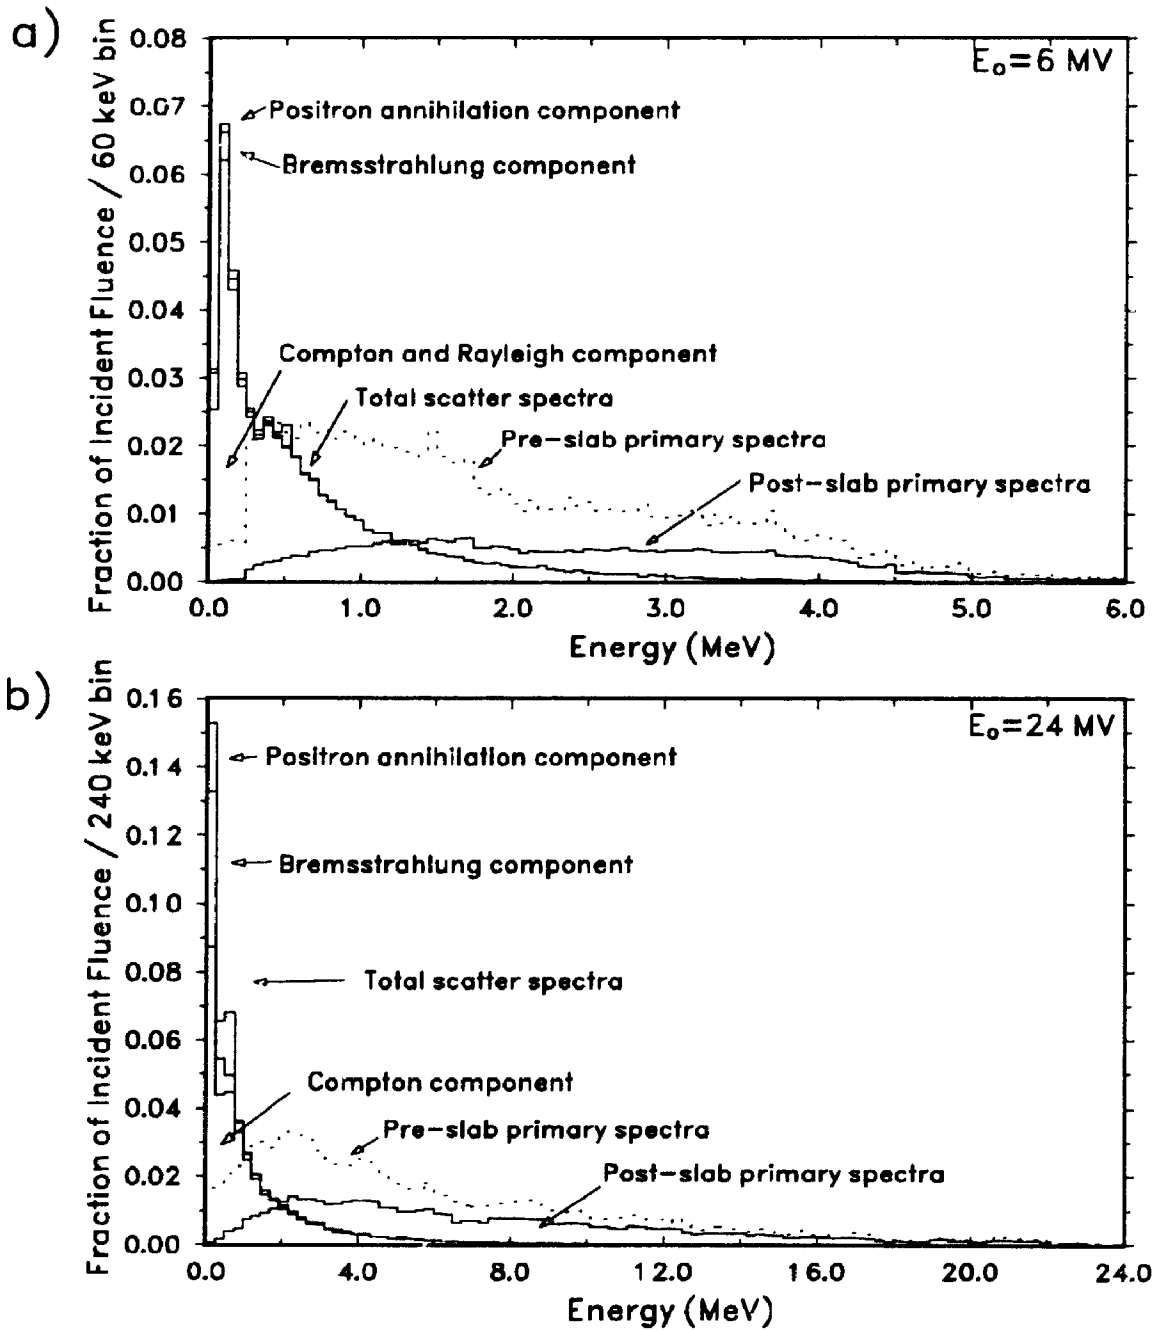 a)
Fraction of Incident Fluence / 60 keV bin
0.08
0.07
0.06
0.05
0.04
0.03
0.02
0.01
0.00
E₀=6 MV
Positron annihilation component
Bremsstrahlung component
Compton and Rayleigh component
Total scatter spectra
Pre-slab primary spectra
Post-slab primary spectra
0.0 1.0 2.0 3.0 4.0 5.0 6.0
Energy (MeV)
b)
Fraction of Incident Fluence / 240 keV bin
0.16
0.14
0.12
0.10
0.08
0.06
0.04
0.02
0.00
E₀=24 MV
Positron annihilation component
Bremsstrahlung component
Total scatter spectra
Compton component
Pre-slab primary spectra
Post-slab primary spectra
0.0 4.0 8.0 12.0 16.0 20.0 24.0
Energy (MeV)